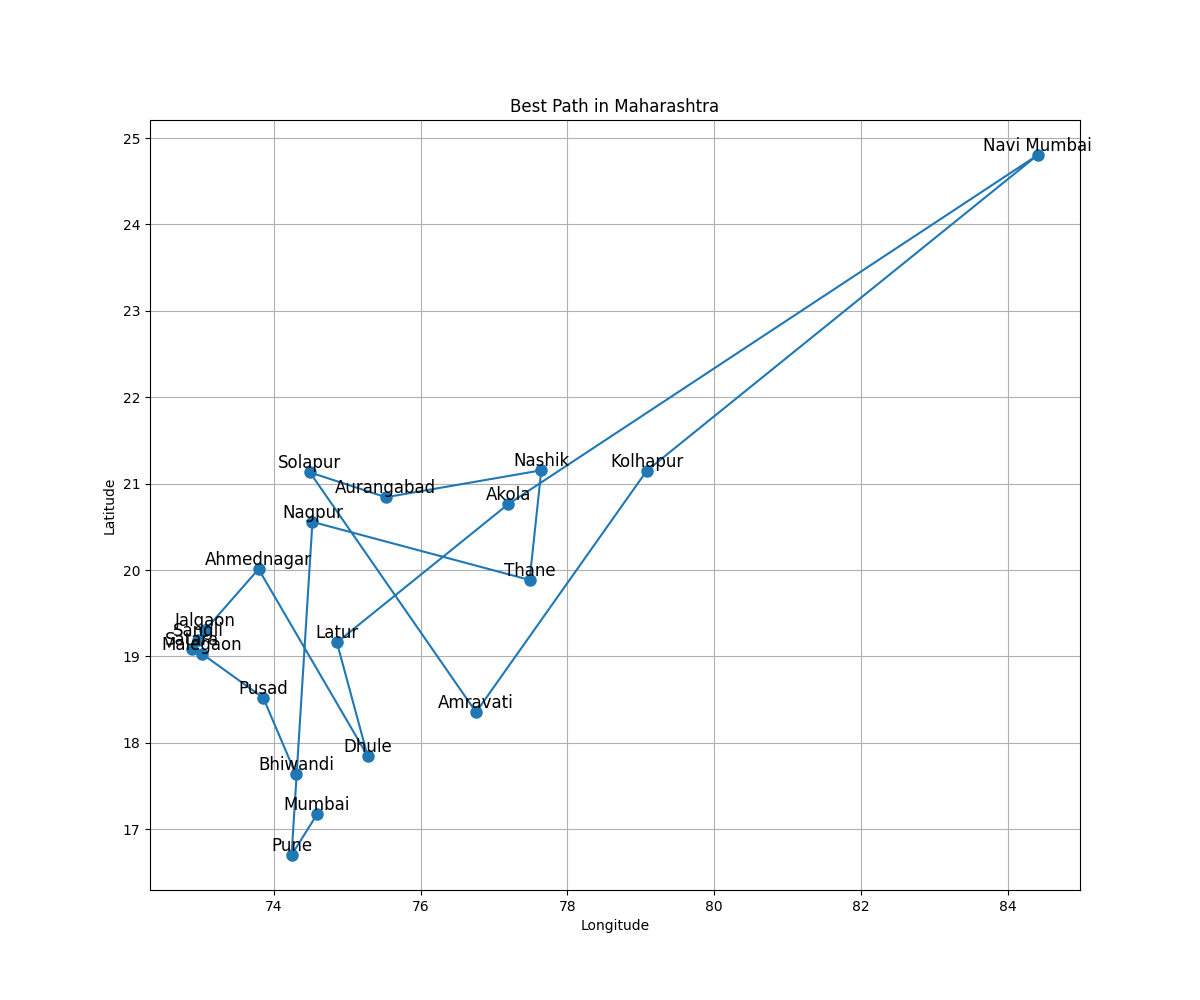 Best Path in Maharashtra
25
24
23
22
21
20
19
18
17
Latitude
Navi Mumbai
Solapur
Nashik
Kolhapur
Aurangabad
Akola
Nagpur
Ahmednagar
Thane
Jalgaon
Sangli
Latur
Satara
Malegaon
Pusad
Amravati
Dhule
Bhiwandi
Mumbai
Pune
74 76 78 80 82 84
Longitude